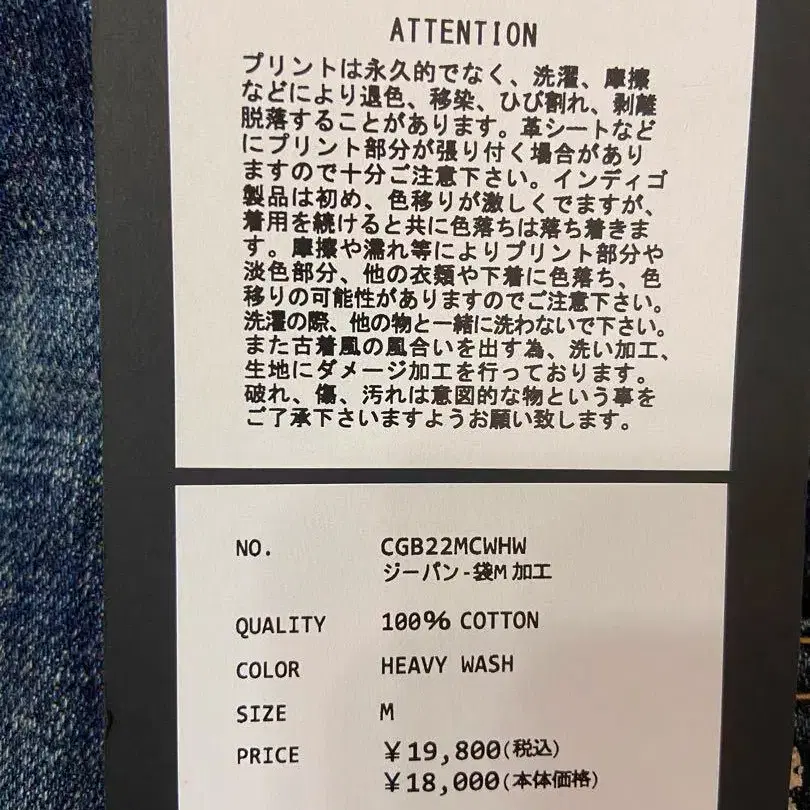 ATTENTION
プリントは永久的でなく、洗濯、摩擦
などにより退色、移染、ひび割れ、剥離
脱落することがあります。革シートなど
にプリント部分が張り付く場合があり
ますので十分ご注意下さい。インディゴ
製品は初め、色移りが激しくでますが、
着用を続けると共に色落ちは落ち着きま
す。摩擦や濡れ等によりプリント部分や
淡色部分、他の衣類や下着に色落ち、色
移りの可能性がありますのでご注意下さい。
洗濯の際、他の物と一緒に洗わないで下さい。
また古着風の風合いを出す為、洗い加工、
生地にダメージ加工を行っております。
破れ、傷、汚れは意図的な物という事を
ご了承下さいますようお願い致します。
NO. CGB22MCWHW
ジーパン-袋M加工
QUALITY 100% COTTON
COLOR HEAVY WASH
SIZE M
PRICE ￥19,800(税込)
￥18,000(本体価格)